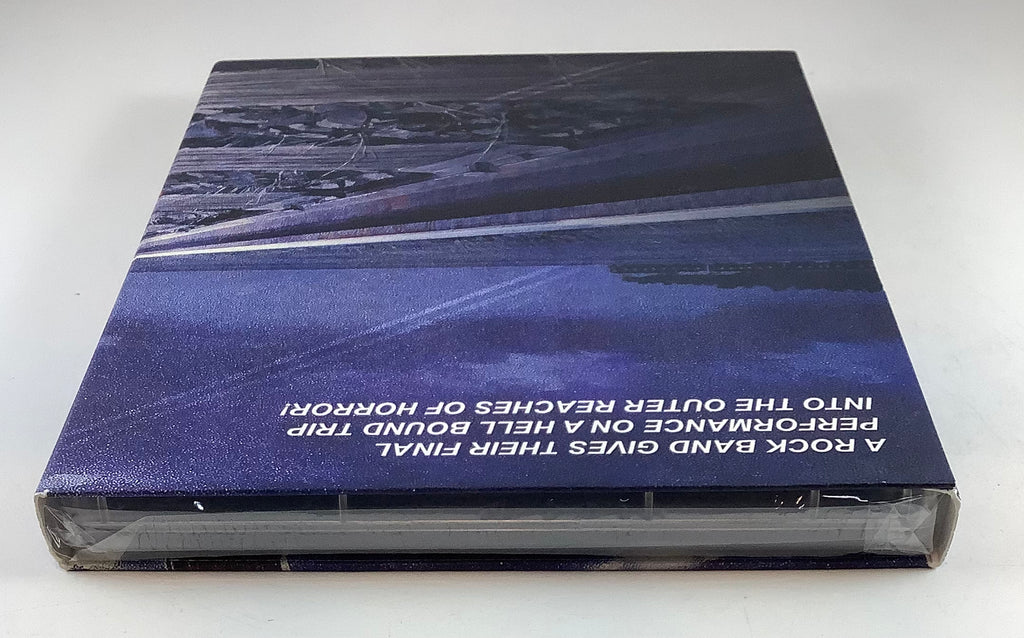 A ROCK BAND GIVES THEIR FINAL
PERFORMANCE ON A HELL BOUND TRIP
INTO THE OUTER REACHES OF HORROR!